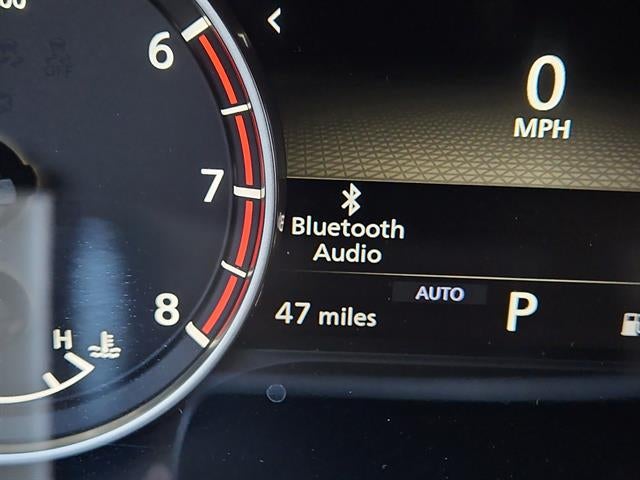 6
7
8
H
<
0
MPH
Bluetooth
Audio
47 miles
AUTO
P